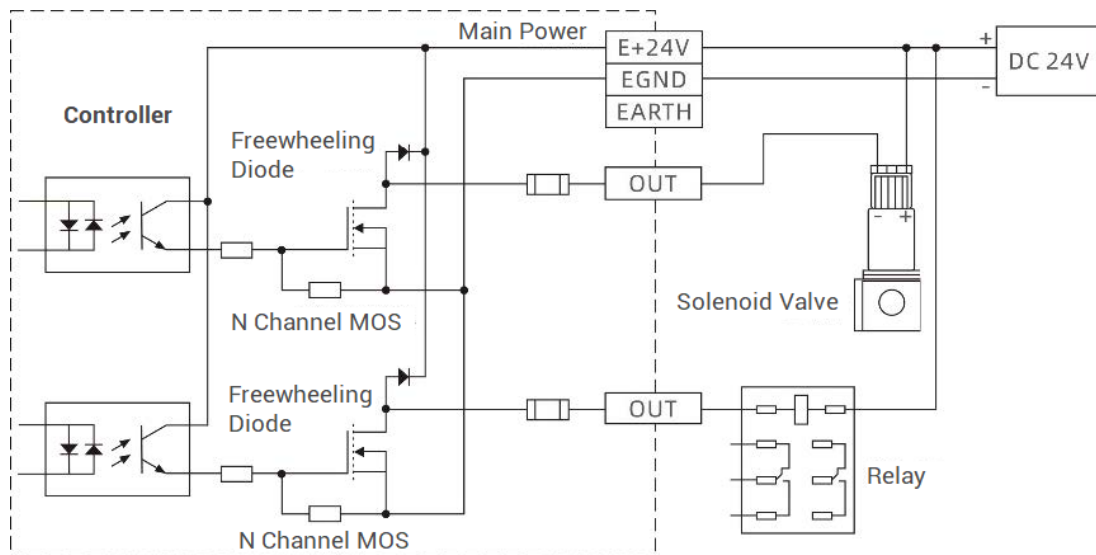 Main Power
E+24V
+
DC 24V
EGND
-
EARTH
Controller
Freewheeling
Diode
OUT
- +
Solenoid Valve
N Channel MOS
Freewheeling
Diode
OUT
Relay
N Channel MOS